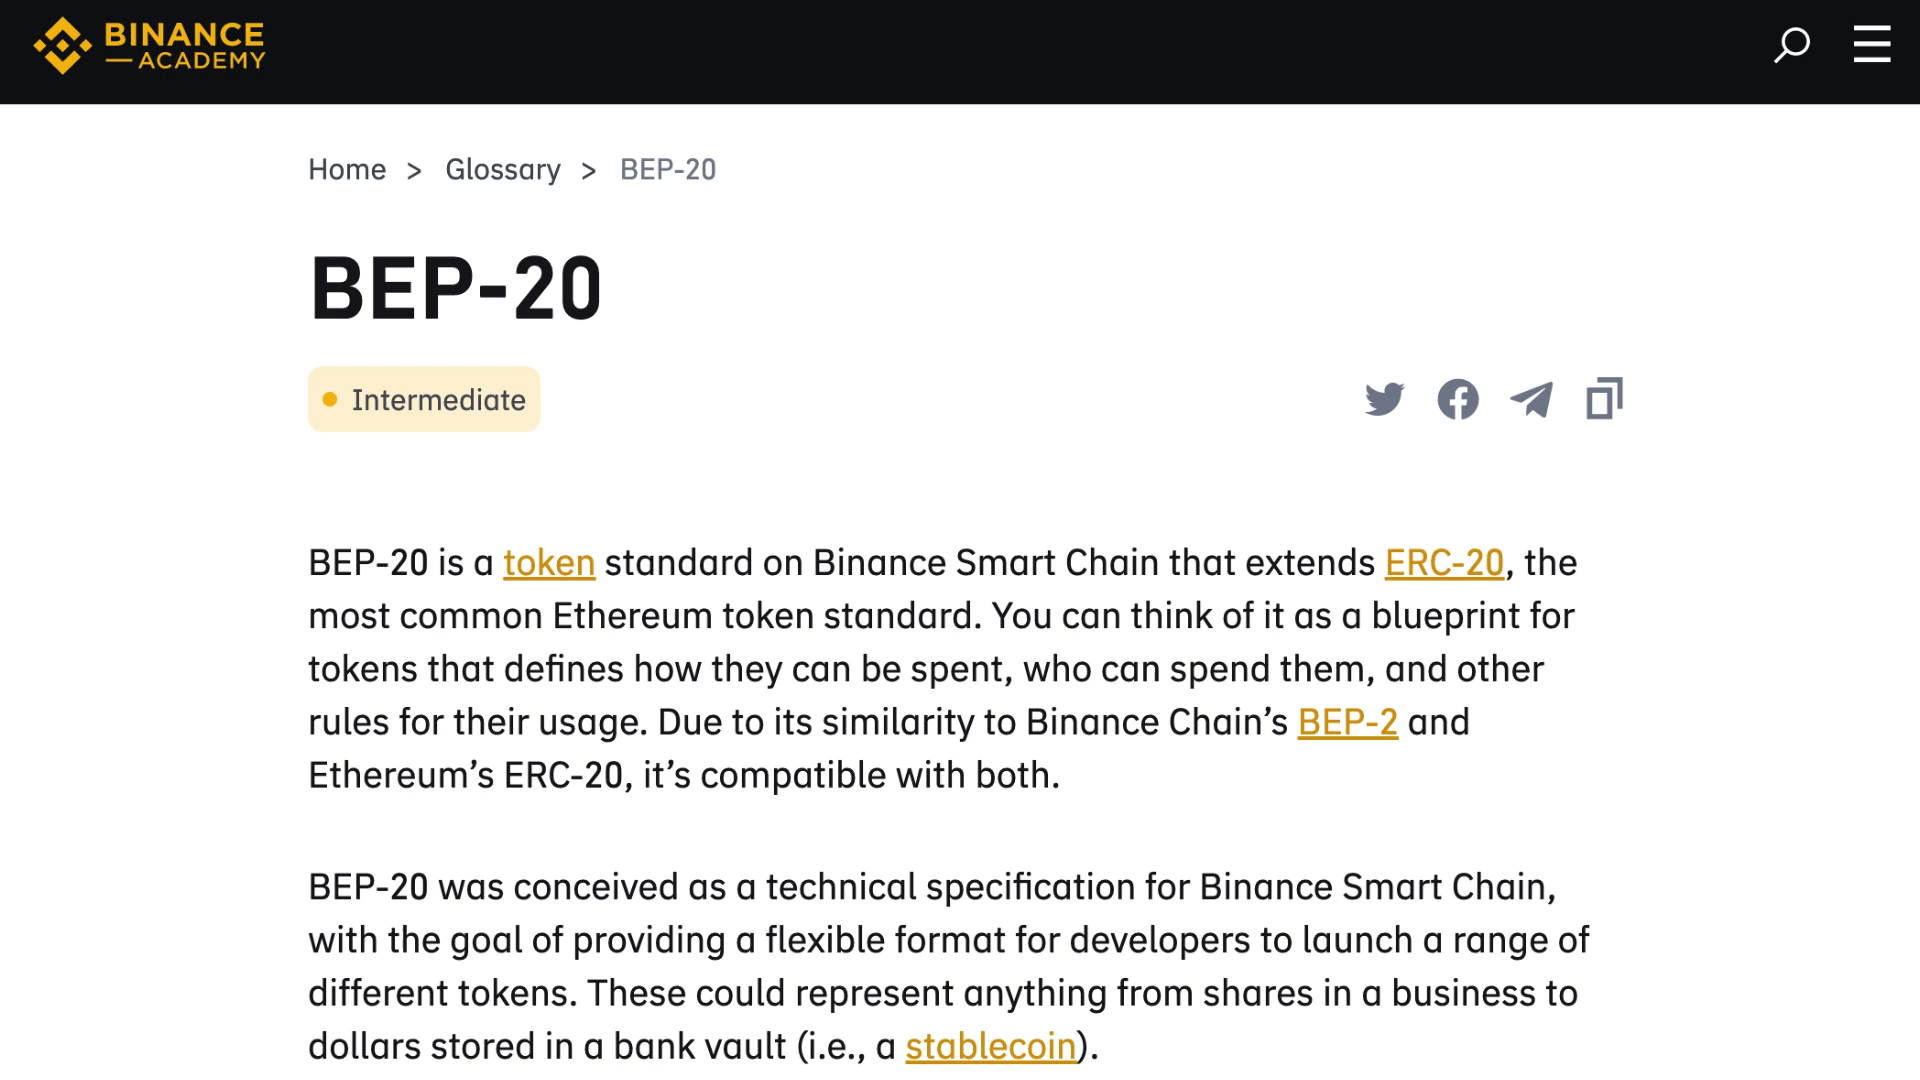 BINANCE
ACADEMY
Home > Glossary > BEP-20
BEP-20
Intermediate
BEP-20 is a token standard on Binance Smart Chain that extends ERC-20, the
most common Ethereum token standard. You can think of it as a blueprint for
tokens that defines how they can be spent, who can spend them, and other
rules for their usage. Due to its similarity to Binance Chain’s BEP-2 and
Ethereum’s ERC-20, it’s compatible with both.
BEP-20 was conceived as a technical specification for Binance Smart Chain,
with the goal of providing a flexible format for developers to launch a range of
different tokens. These could represent anything from shares in a business to
dollars stored in a bank vault (i.e., a stablecoin).